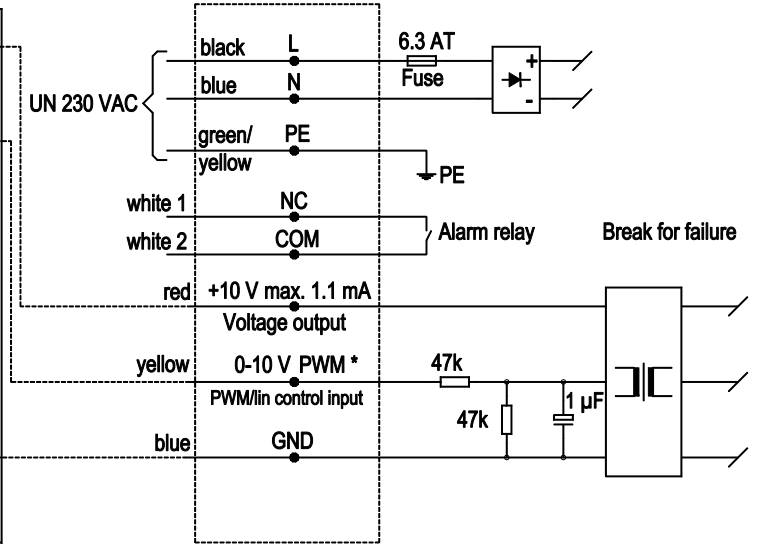 black L 6.3 AT
+
blue N Fuse
UN 230 VAC
-
green/ PE
yellow
PE
white 1 NC
Alarm relay Break for failure
white 2 COM
red +10 V max. 1.1 mA
Voltage output
yellow 0-10 V PWM * 47k
PWM/lin control input
1 µF
47k
blue GND